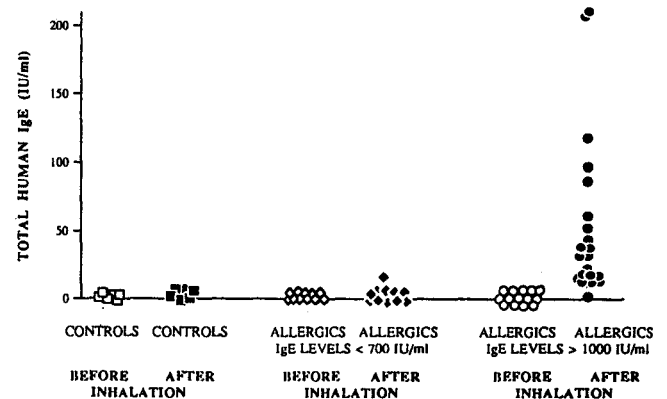 TOTAL HUMAN IgE (IU/ml)
200
150
100
50
0
CONTROLS CONTROLS ALLERGICS ALLERGICS ALLERGICS ALLERGICS
IgE LEVELS < 700 IU/ml IgE LEVELS > 1000 IU/ml
BEFORE AFTER BEFORE AFTER BEFORE AFTER
INHALATION INHALATION INHALATION